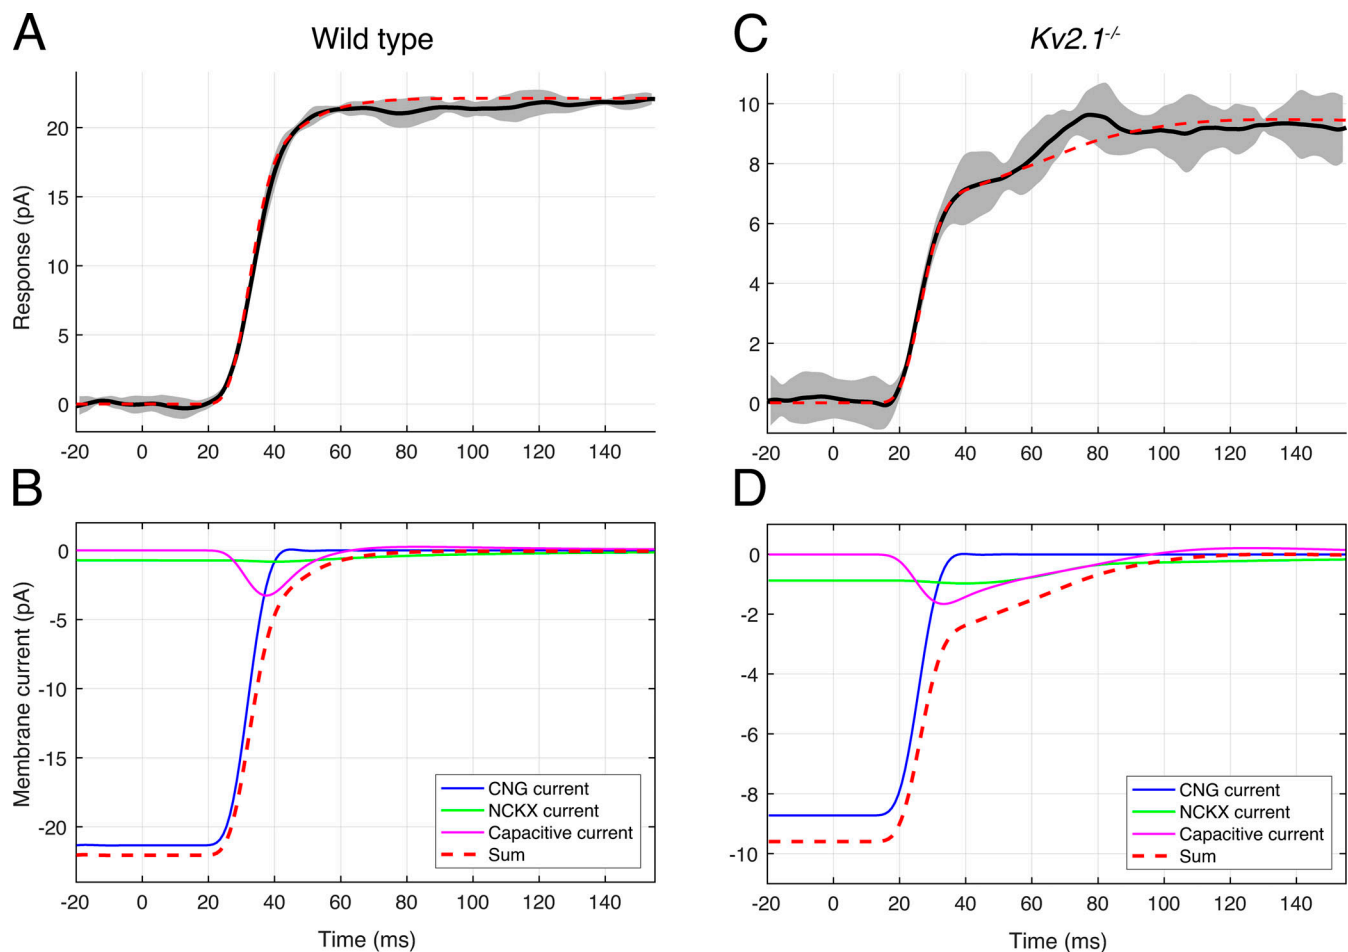 A
Wild type
Response (pA)
20
15
10
5
0
-20 0 20 40 60 80 100 120 140
C
Kv2.1-/-
10
8
6
4
2
0
-20 0 20 40 60 80 100 120 140
B
Membrane current (pA)
0
-5
-10
-15
-20
CNG current
NCKX current
Capacitive current
Sum
-20 0 20 40 60 80 100 120 140
Time (ms)
D
0
-2
-4
-6
-8
-10
CNG current
NCKX current
Capacitive current
Sum
-20 0 20 40 60 80 100 120 140
Time (ms)